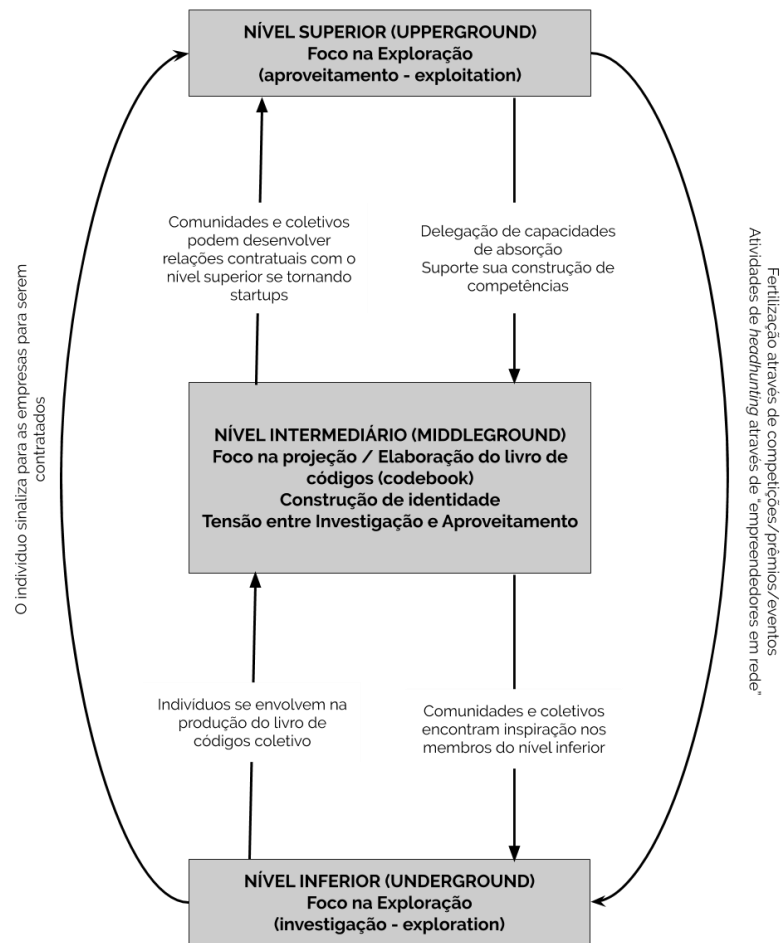 NÍVEL SUPERIOR (UPPERGROUND)
Foco na Exploração
(aproveitamento - exploitation)
Comunidades e coletivos
podem desenvolver
relações contratuais com o
nível superior se tornando
startups
Delegação de capacidades
de absorção
Suporte sua construção de
competências
O indivíduo sinaliza para as empresas para serem
contratados
Fertilização através de competições/prêmios/eventos
Atividades de headhunting através de "empreendedores em rede"
NÍVEL INTERMEDIÁRIO (MIDDLEGROUND)
Foco na projeção / Elaboração do livro de
códigos (codebook)
Construção de identidade
Tensão entre Investigação e Aproveitamento
Indivíduos se envolvem na
produção do livro de
códigos coletivo
Comunidades e coletivos
encontram inspiração nos
membros do nível inferior
NÍVEL INFERIOR (UNDERGROUND)
Foco na Exploração
(investigação - exploration)